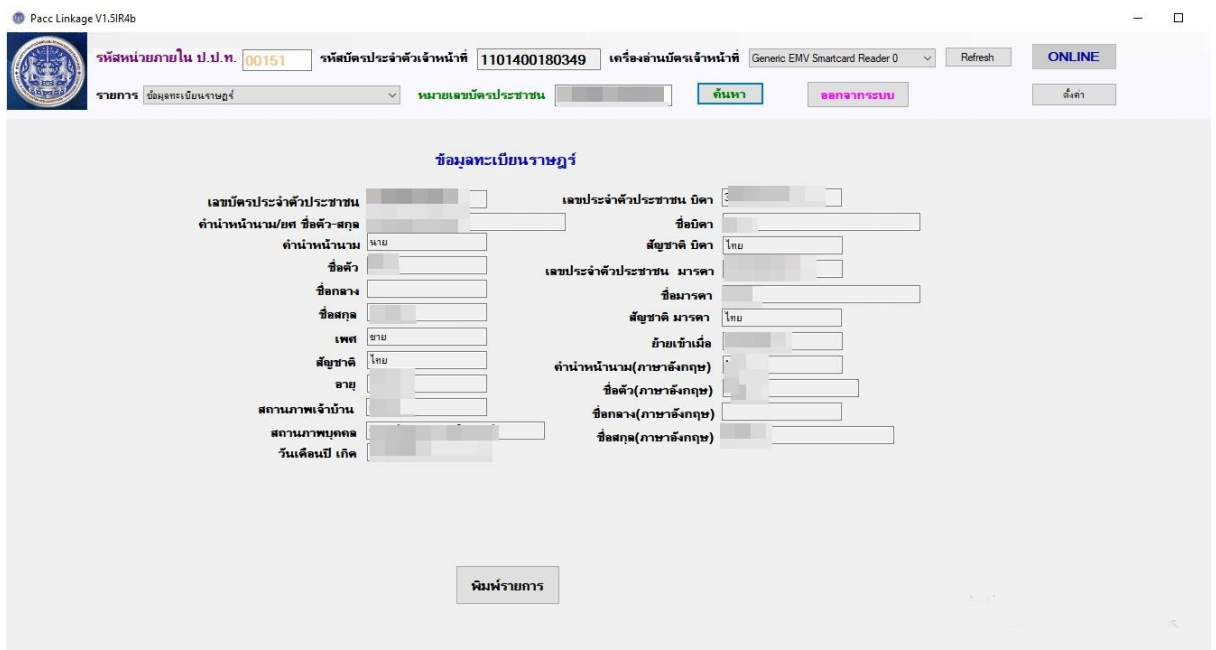 Pacc Linkage V1.5IR4b
รหัสหน่วยภายใน ป.ป.ท. 00151 รหัสบัตรประจำตัวเจ้าหน้าที่ 1101400180349 เครื่องอ่านบัตรเจ้าหน้าที่ Generic EMV Smartcard Reader 0 Refresh ONLINE
รายการ ข้อมูลทะเบียนราษฎร์ หมายเลขบัตรประชาชน ค้นหา ออกจากระบบ ตั้งค่า
ข้อมูลทะเบียนราษฎร์
เลขบัตรประจำตัวประชาชน
คำนำหน้านาม/ยศ ชื่อตัว-สกุล
คำนำหน้านาม นาย
ชื่อตัว
ชื่อกลาง
ชื่อสกุล
เพศ ชาย
สัญชาติ ไทย
อายุ
สถานภาพเจ้าบ้าน
สถานภาพบุคคล
วันเดือนปี เกิด
เลขประจำตัวประชาชน บิดา 3
ชื่อบิดา
สัญชาติ บิดา ไทย
เลขประจำตัวประชาชน มารดา
ชื่อมารดา
สัญชาติ มารดา ไทย
ย้ายเข้าเมื่อ
คำนำหน้านาม(ภาษาอังกฤษ)
ชื่อตัว(ภาษาอังกฤษ)
ชื่อกลาง(ภาษาอังกฤษ)
ชื่อสกุล(ภาษาอังกฤษ)
พิมพ์รายการ